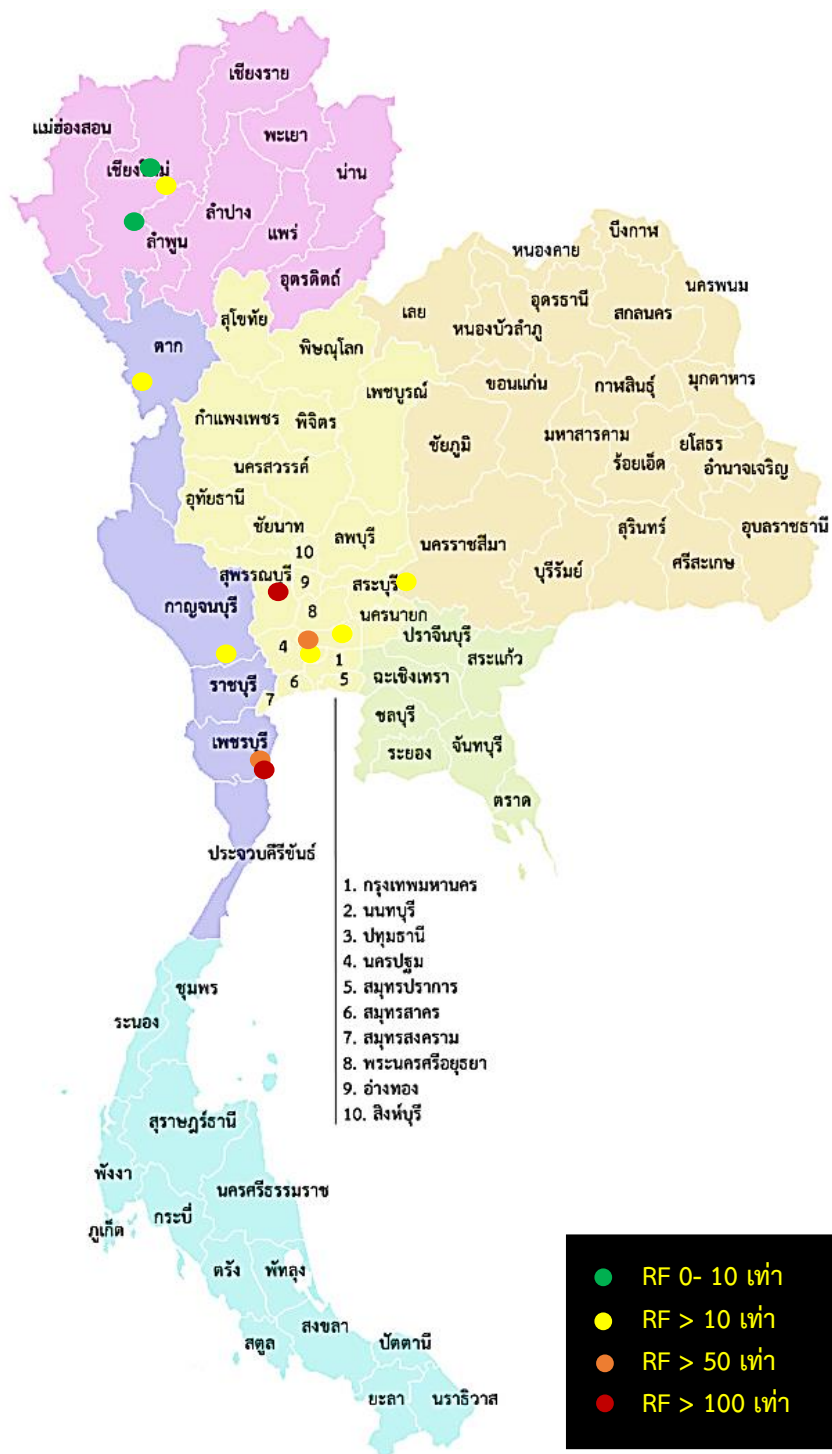 เชียงราย
แม่ฮ่องสอน
พะเยา
เชียงใหม่
น่าน
ลำปาง
ลำพูน
แพร่
อุตรดิตถ์
บึงกาฬ
หนองคาย
นครพนม
อุดรธานี
เลย
สกลนคร
สุโขทัย
หนองบัวลำภู
ตาก
พิษณุโลก
เพชบูรณ์
ขอนแก่น
กาฬสินธุ์
มุกดาหาร
กำแพงเพชร
พิจิตร
ชัยภูมิ
มหาสารคาม
ยโสธร
ร้อยเอ็ด
อำนาจเจริญ
นครสวรรค์
อุทัยธานี
ชัยนาท
ลพบุรี
นครราชสีมา
สุรินทร์
อุบลราชธานี
10
สุพรรณบุรี
9
สระบุรี
บุรีรัมย์
ศรีสะเกษ
กาญจนบุรี
8
นครนายก
ปราจีนบุรี
4
1
สระแก้ว
ราชบุรี
6
5
ฉะเชิงเทรา
7
ชลบุรี
เพชรบุรี
ระยอง
จันทบุรี
ตราด
ประจวบคีรีขันธ์
1. กรุงเทพมหานคร
2. นนทบุรี
3. ปทุมธานี
4. นครปฐม
5. สมุทรปราการ
6. สมุทรสาคร
7. สมุทรสงคราม
8. พระนครศรีอยุธยา
9. อ่างทอง
10. สิงห์บุรี
ชุมพร
ระนอง
สุราษฎร์ธานี
พังงา
นครศรีธรรมราช
กระบี่
ภูเก็ต
ตรัง
พัทลุง
สงขลา
สตูล
ปัตตานี
ยะลา
นราธิวาส
RF 0- 10 เท่า
RF > 10 เท่า
RF > 50 เท่า
RF > 100 เท่า